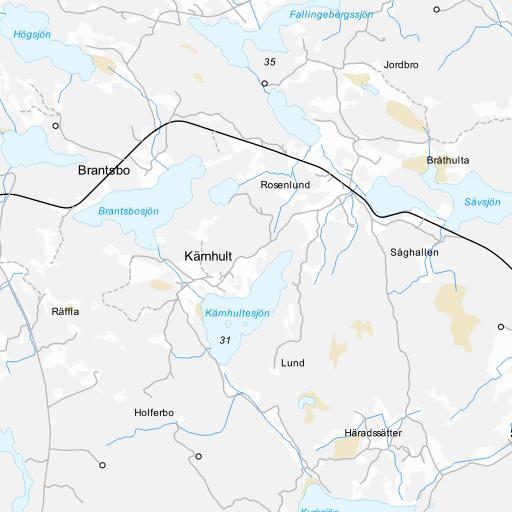 Fallingebergssjön
Högsjön
35
Jordbro
Bråthulta
Brantsbo
Rosenlund
Sävsjön
Brantsbosjön
Kärnhult
Såghallen
Räffla
Kärnhultesjön
31
Lund
Holferbo
Häradssätter